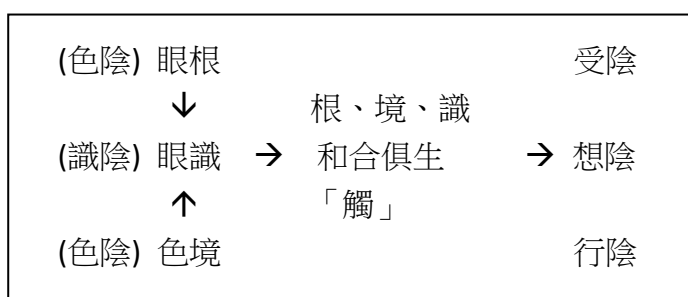 (色陰) 眼根 受陰
↓ 根、境、識
(識陰) 眼識 → 和合俱生 → 想陰
↑ 「觸」
(色陰) 色境 行陰